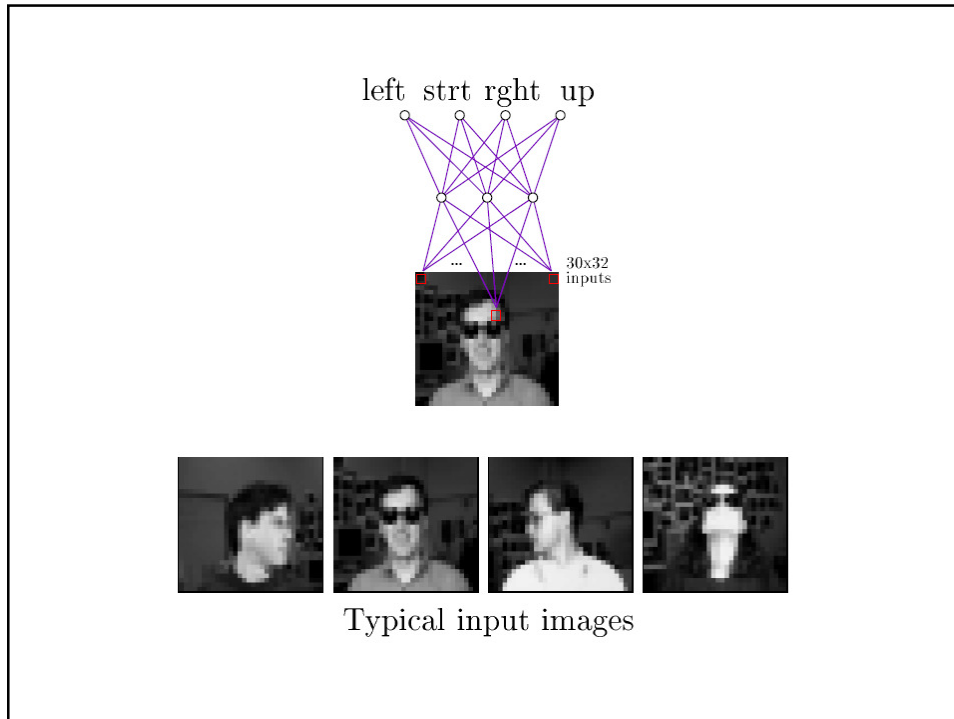 left strt rght up
... ...
30x32
inputs
Typical input images